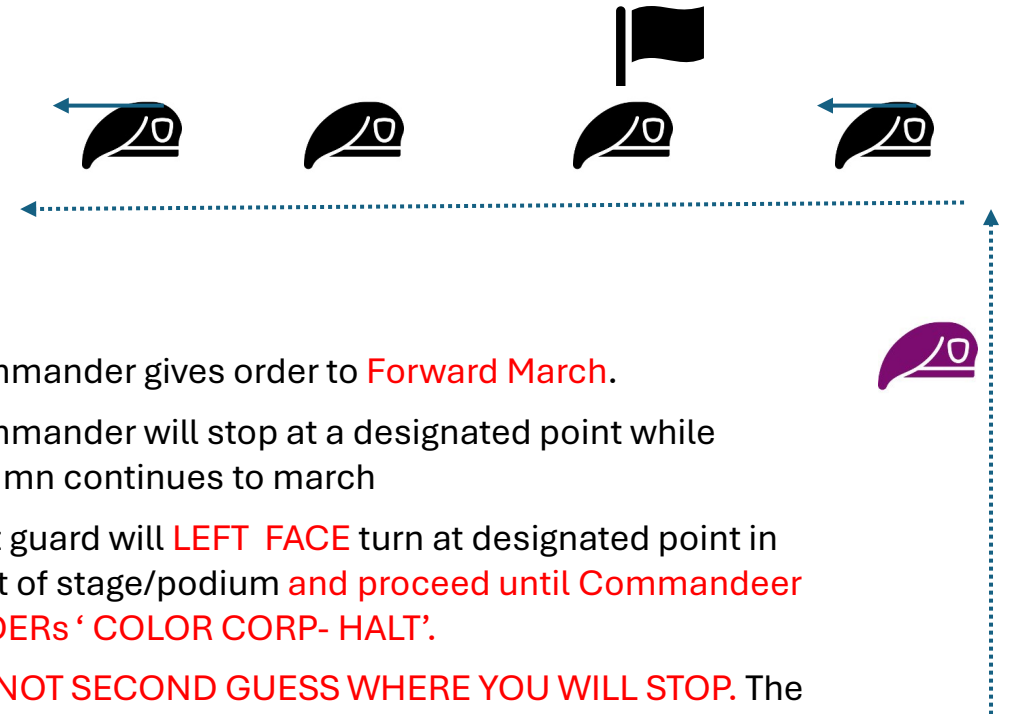 mmander gives order to Forward March.
mmander will stop at a designated point while
mn continues to march
t guard will LEFT FACE turn at designated point in
t of stage/podium and proceed until Commandeer
DERs ‘ COLOR CORP- HALT’.
NOT SECOND GUESS WHERE YOU WILL STOP. The